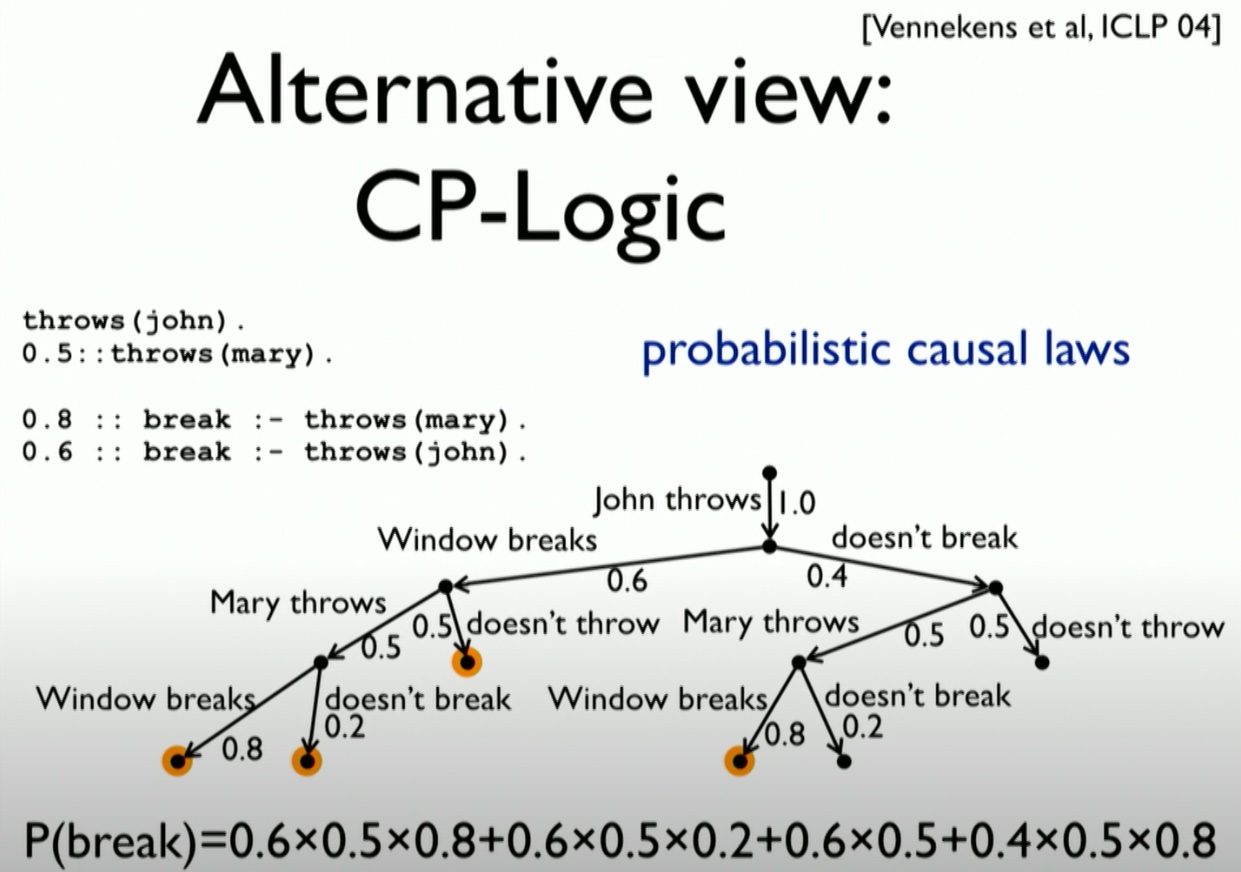 [Vennekens et al, ICLP 04]
Alternative view:
CP-Logic
throws(john).
0.5::throws(mary).
probabilistic causal laws
0.8 :: break :- throws(mary).
0.6 :: break :- throws(john).
John throws 1.0
Window breaks doesn't break
0.6 0.4
Mary throws 0.5 doesn't throw Mary throws 0.5 0.5 doesn't throw
0.5
Window breaks doesn't break Window breaks doesn't break
0.8 0.2 0.8 0.2
P(break)=0.6×0.5×0.8+0.6×0.5×0.2+0.6×0.5+0.4×0.5×0.8